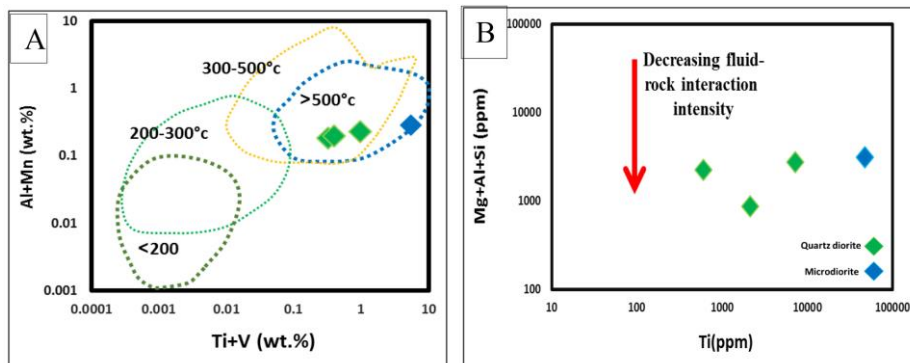 A
Al+Mn (wt.%)
10
1
0.1
0.01
0.001
300-500°c
>500°c
200-300°c
<200
0.0001
0.001
0.01
0.1
1
10
Ti+V (wt.%)
B
Mg+Al+Si (ppm)
100000
10000
1000
100
Decreasing fluid-
rock interaction
intensity
Quartz diorite
Microdiorite
10
100
1000
10000
100000
Ti(ppm)